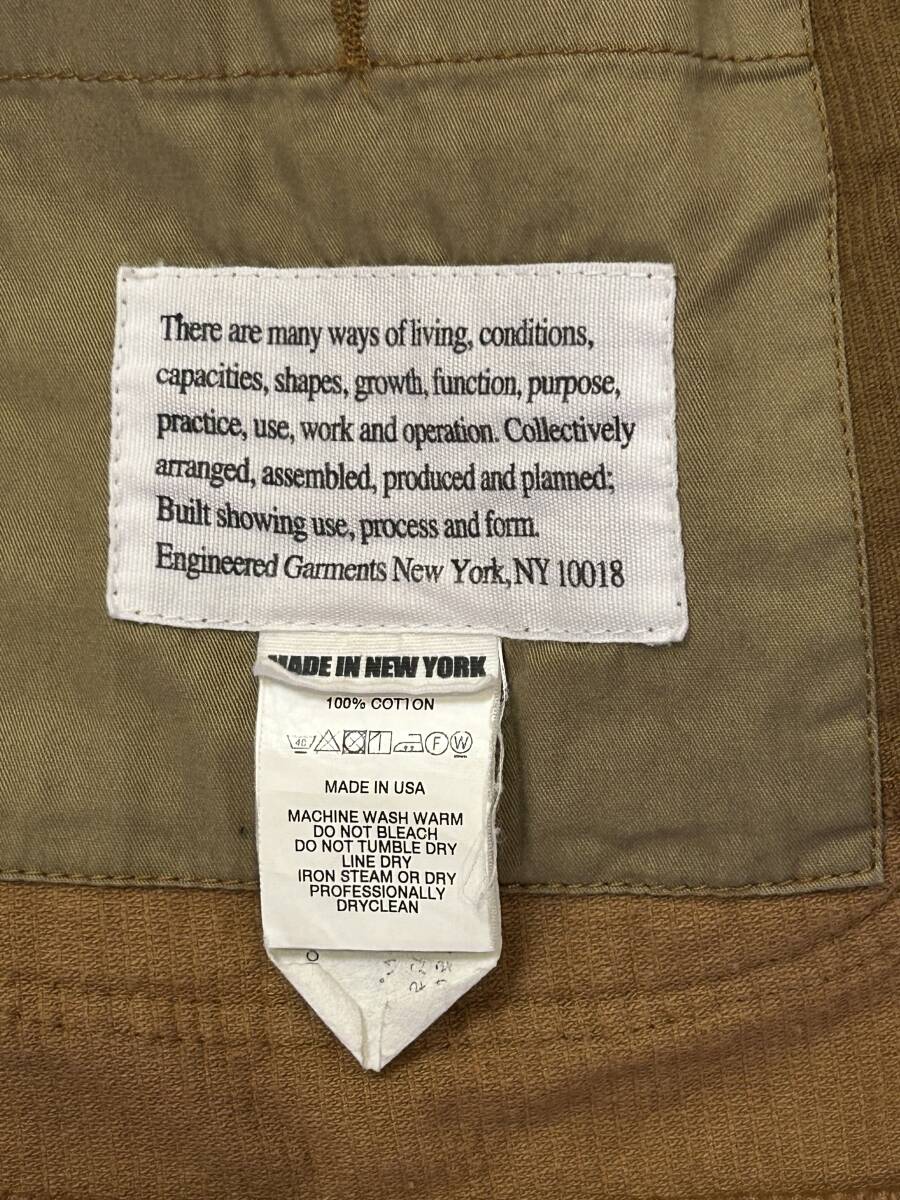 There are many ways of living, conditions,
capacities, shapes, growth, function, purpose,
practice, use, work and operation. Collectively
arranged, assembled, produced and planned;
Built showing use, process and form.
Engineered Garments New York, NY 10018
MADE IN NEW YORK
100% COTTON
40 F W
MADE IN USA
MACHINE WASH WARM
DO NOT BLEACH
DO NOT TUMBLE DRY
LINE DRY
IRON STEAM OR DRY
PROFESSIONALLY
DRYCLEAN